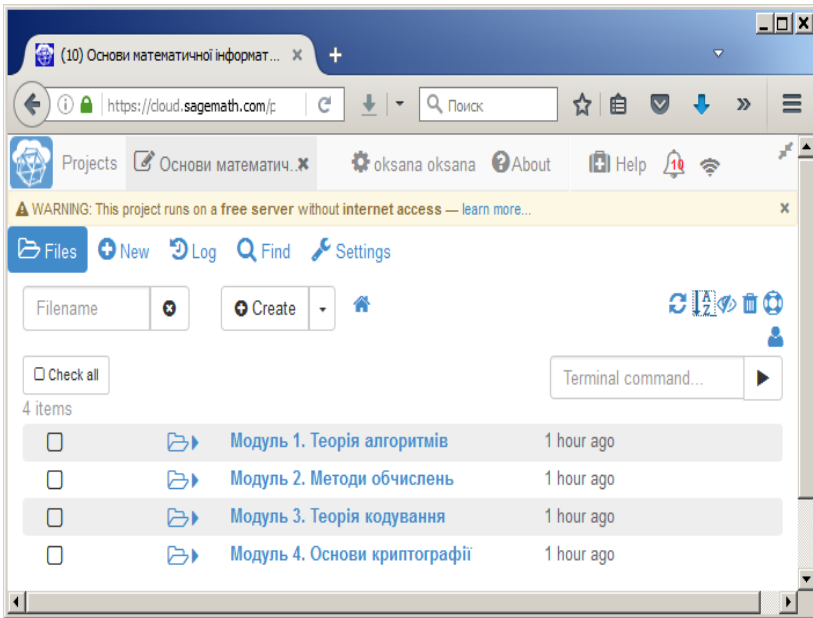 (10) Основи математичної інформат...
https://cloud.sagemath.com/p
Поиск
Projects Основи математич.. oksana oksana About Help 10
WARNING: This project runs on a free server without internet access — learn more...
Files New Log Find Settings
Filename Create A Z
Check all Terminal command...
4 items
Модуль 1. Теорія алгоритмів 1 hour ago
Модуль 2. Методи обчислень 1 hour ago
Модуль 3. Теорія кодування 1 hour ago
Модуль 4. Основи криптографії 1 hour ago